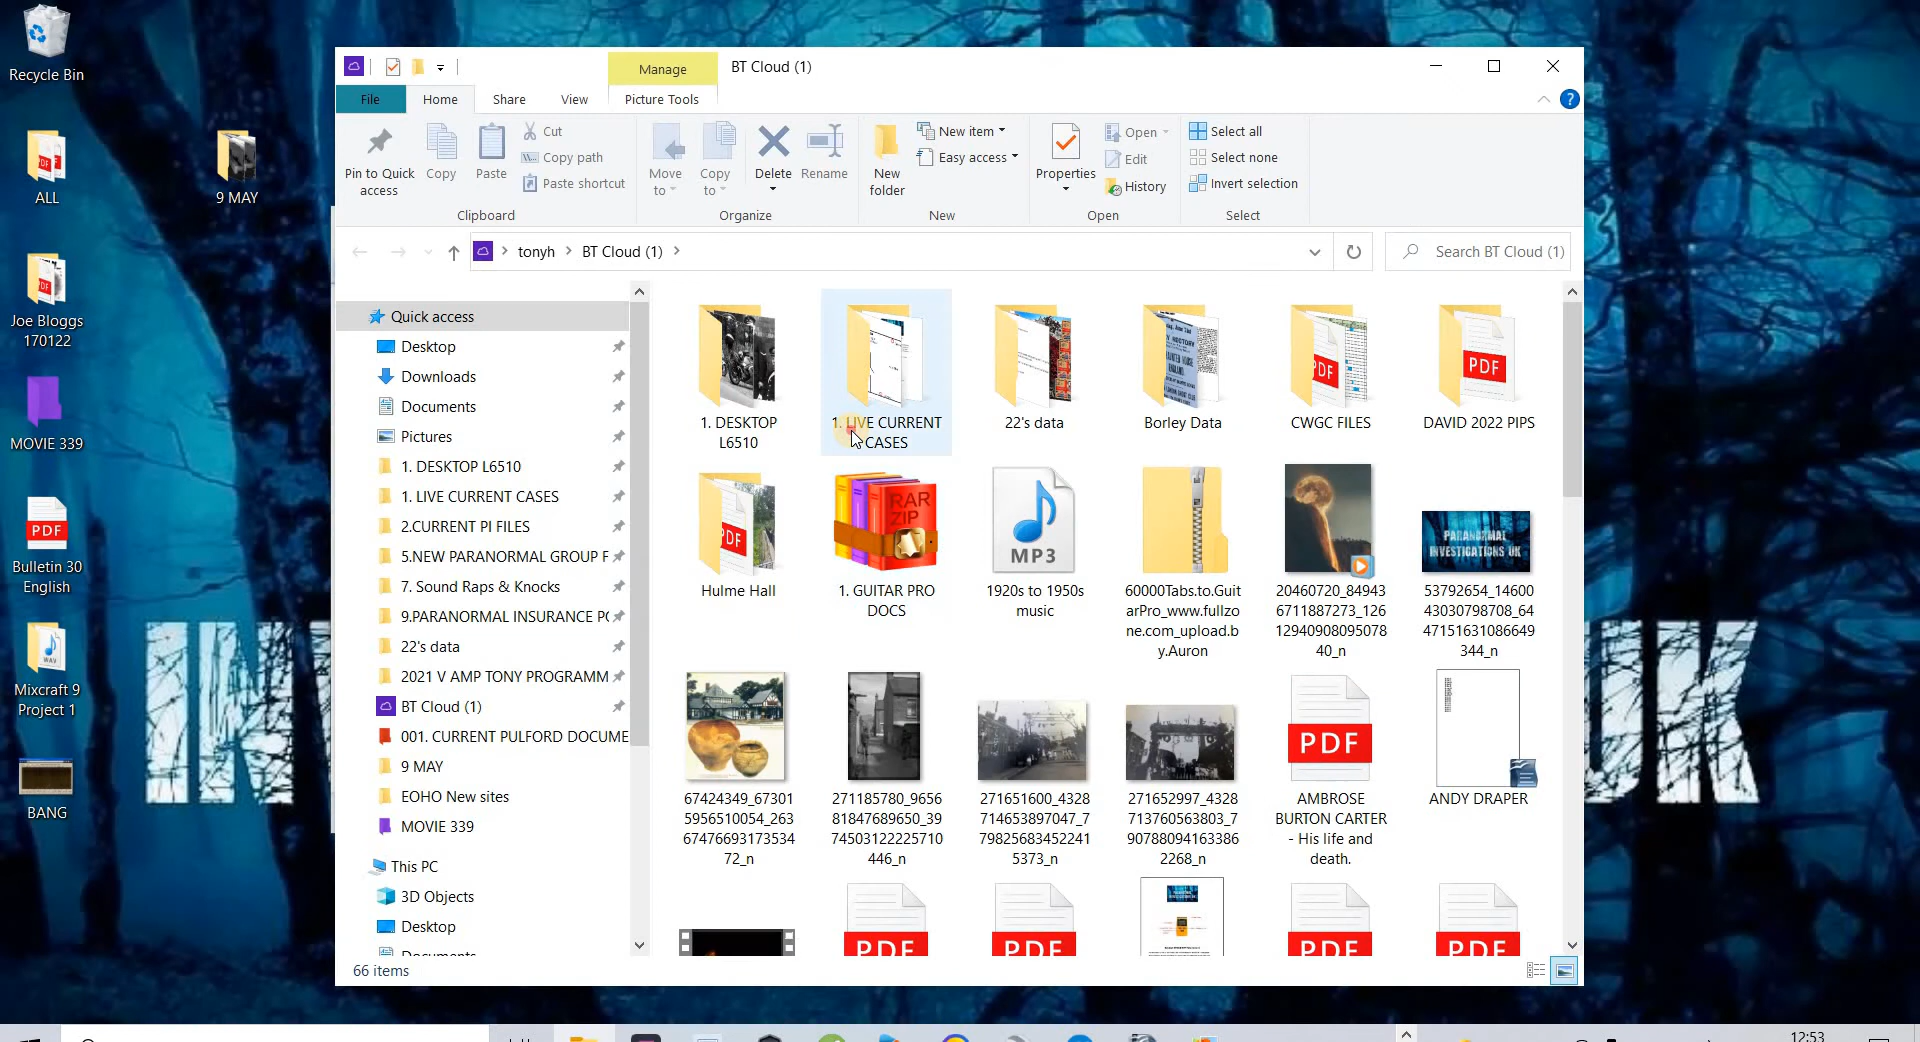 Recycle Bin
ALL
9 MAY
Joe Bloggs
170122
MOVIE 339
PDF
Bulletin 30
English
WAV
Mixcraft 9
Project 1
BANG
Manage
BT Cloud (1)
File
Home
Share
View
Picture Tools
Pin to Quick
access
Copy
Paste
Cut
Copy path
Paste shortcut
Clipboard
Move
to
Copy
to
Delete
Rename
Organize
New
folder
New item
Easy access
New
Properties
Open
Edit
History
Open
Select all
Select none
Invert selection
Select
tonyh
BT Cloud (1)
Search BT Cloud (1)
Quick access
Desktop
Downloads
Documents
Pictures
1. DESKTOP L6510
1. LIVE CURRENT CASES
2.CURRENT PI FILES
5.NEW PARANORMAL GROUP F
7. Sound Raps & Knocks
9.PARANORMAL INSURANCE PO
22's data
2021 V AMP TONY PROGRAMM
BT Cloud (1)
001. CURRENT PULFORD DOCUME
9 MAY
EOHO New sites
MOVIE 339
This PC
3D Objects
Desktop
Documents
1. DESKTOP
L6510
1. LIVE CURRENT
CASES
22's data
Borley Data
PDF
CWGC FILES
PDF
DAVID 2022 PIPS
PDF
Hulme Hall
RAR
ZIP
1. GUITAR PRO
DOCS
MP3
1920s to 1950s
music
60000Tabs.to.Guit
arPro_www.fullzo
ne.com_upload.b
y.Auron
20460720_84943
6711887273_126
12940908095078
40_n
PARANORMAL
INVESTIGATIONS UK
53792654_14600
43030798708_64
47151631086649
344_n
67424349_67301
5956510054_263
67476693173534
72_n
271185780_9656
81847689650_39
74503122225710
446_n
271651600_4328
714653897047_7
79825683452241
5373_n
271652997_4328
713760563803_7
90788094163386
2268_n
PDF
AMBROSE
BURTON CARTER
- His life and
death.
ANDY DRAPER
PDF
PDF
PDF
PDF
66 items
12:53